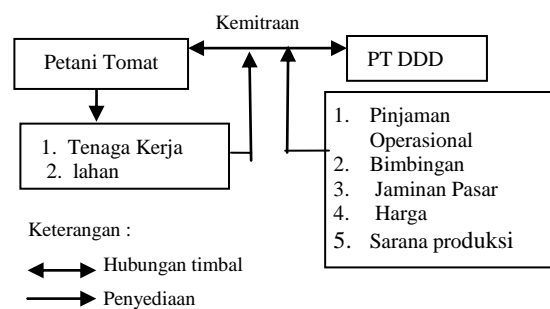 Kemitraan
Petani Tomat
PT DDD
1. Tenaga Kerja
2. lahan
1. Pinjaman
Operasional
2. Bimbingan
3. Jaminan Pasar
4. Harga
5. Sarana produksi
Keterangan :
Hubungan timbal
Penyediaan